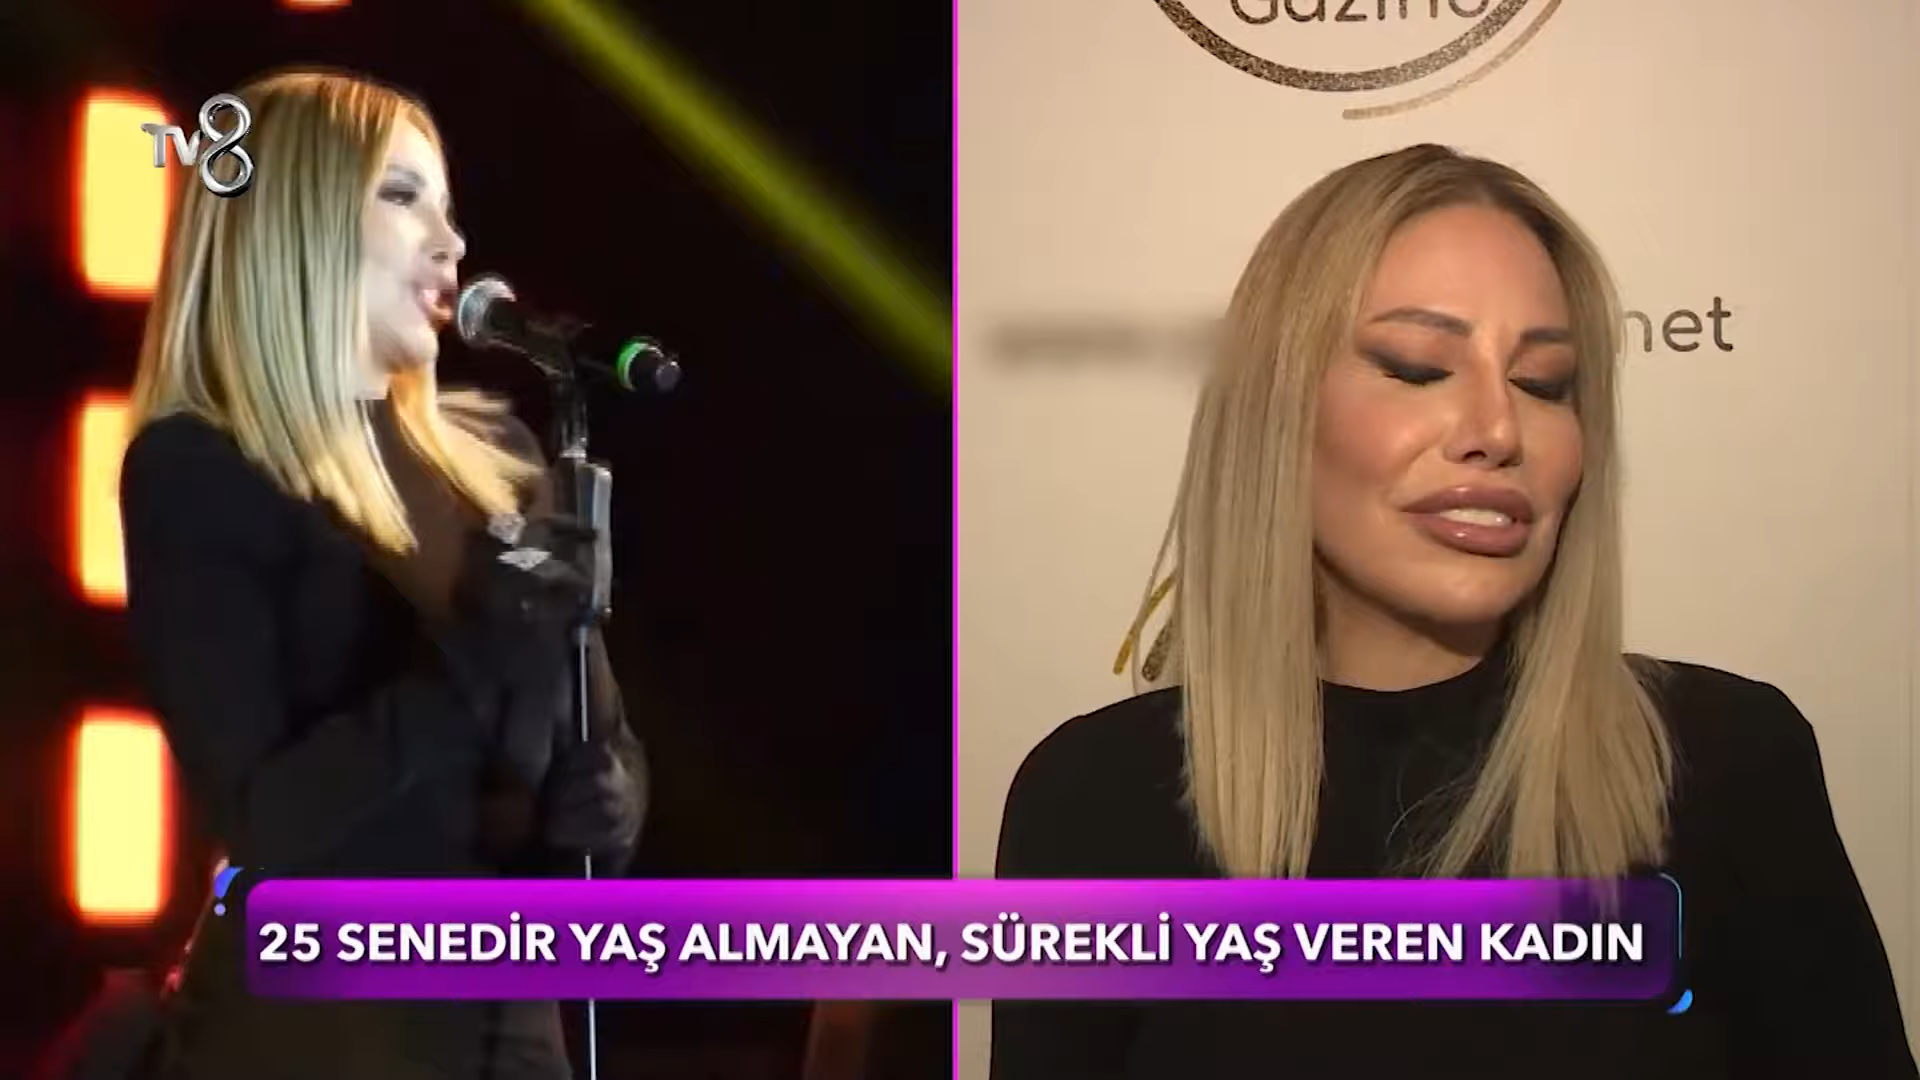 Gazino
TV8
net
25 SENEDİR YAŞ ALMAYAN, SÜREKLİ YAŞ VEREN KADIN